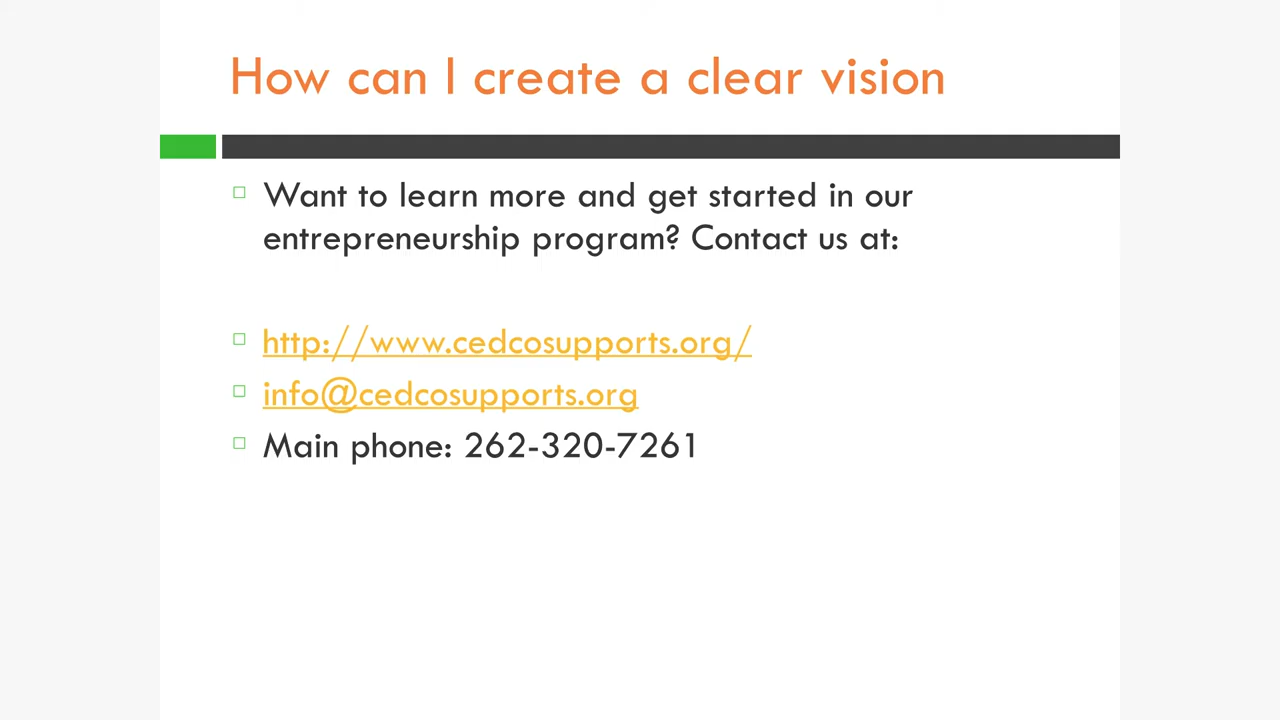 How can I create a clear vision
Want to learn more and get started in our
entrepreneurship program? Contact us at:
http://www.cedcosupports.org/
info@cedcosupports.org
Main phone: 262-320-7261